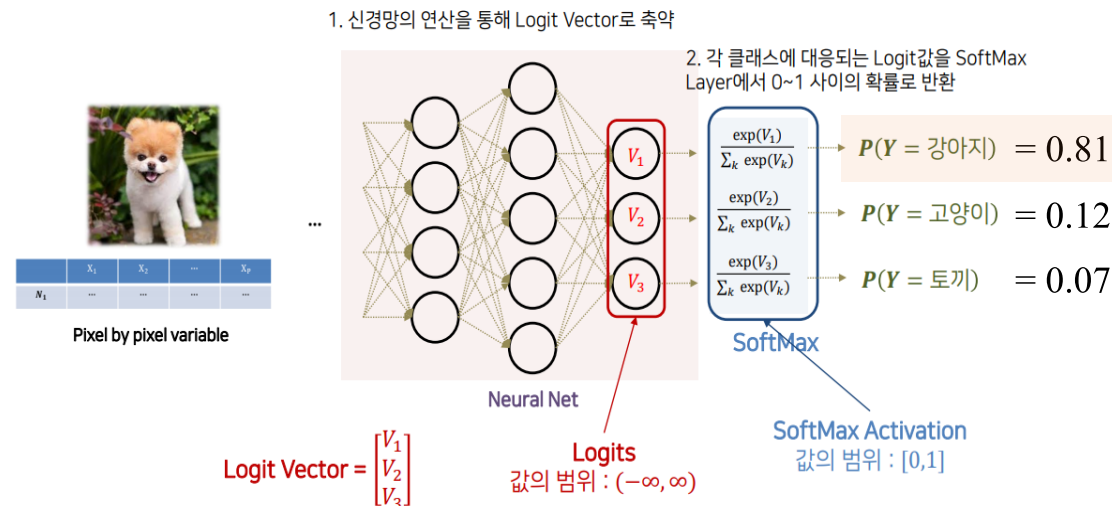 1. 신경망의 연산을 통해 Logit Vector로 축약
2. 각 클래스에 대응되는 Logit값을 SoftMax
Layer에서 0~1 사이의 확률로 반환
X₁ X₂ ... Xₚ
N₁ ... ... ... ...
Pixel by pixel variable
...
V₁
V₂
V₃
Neural Net
exp(V₁) / ∑ₖ exp(Vₖ)
exp(V₂) / ∑ₖ exp(Vₖ)
exp(V₃) / ∑ₖ exp(Vₖ)
SoftMax
P(Y = 강아지) = 0.81
P(Y = 고양이) = 0.12
P(Y = 토끼) = 0.07
Logit Vector = [V₁ V₂ V₃]
Logits
값의 범위 : (−∞, ∞)
SoftMax Activation
값의 범위 : [0,1]